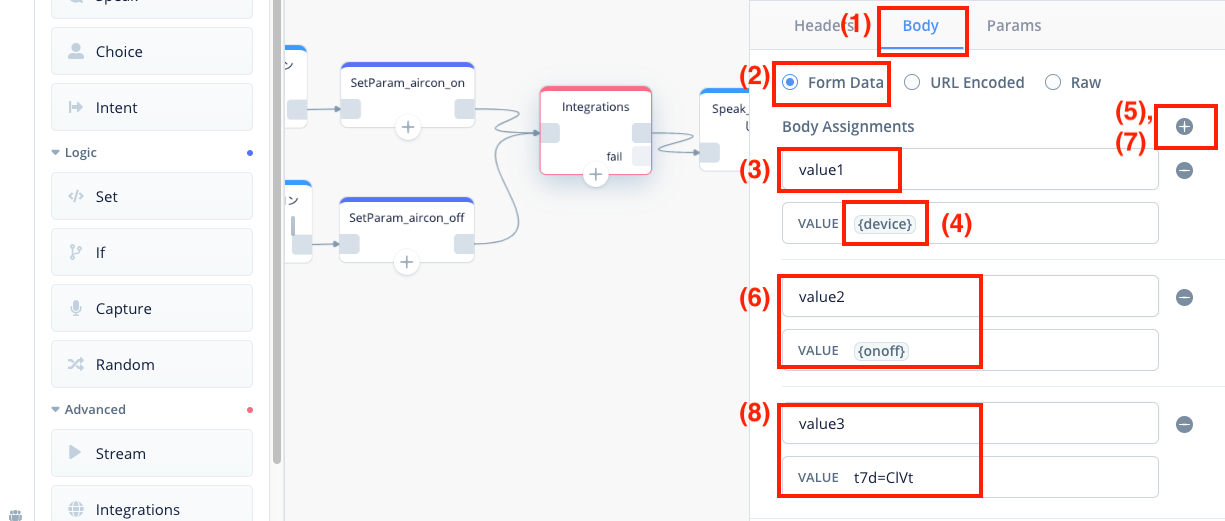 Speak
Choice
Intent
Logic
Set
If
Capture
Random
Advanced
Stream
Integrations
ン
SetParam_aircon_on
ン
SetParam_aircon_off
Integrations
fail
Speak_
Headers
(1)
Body
Params
(2)
Form Data
URL Encoded
Raw
Body Assignments
(5),
(7)
(3)
value1
VALUE {device}
(4)
(6)
value2
VALUE {onoff}
(8)
value3
VALUE t7d=ClVt